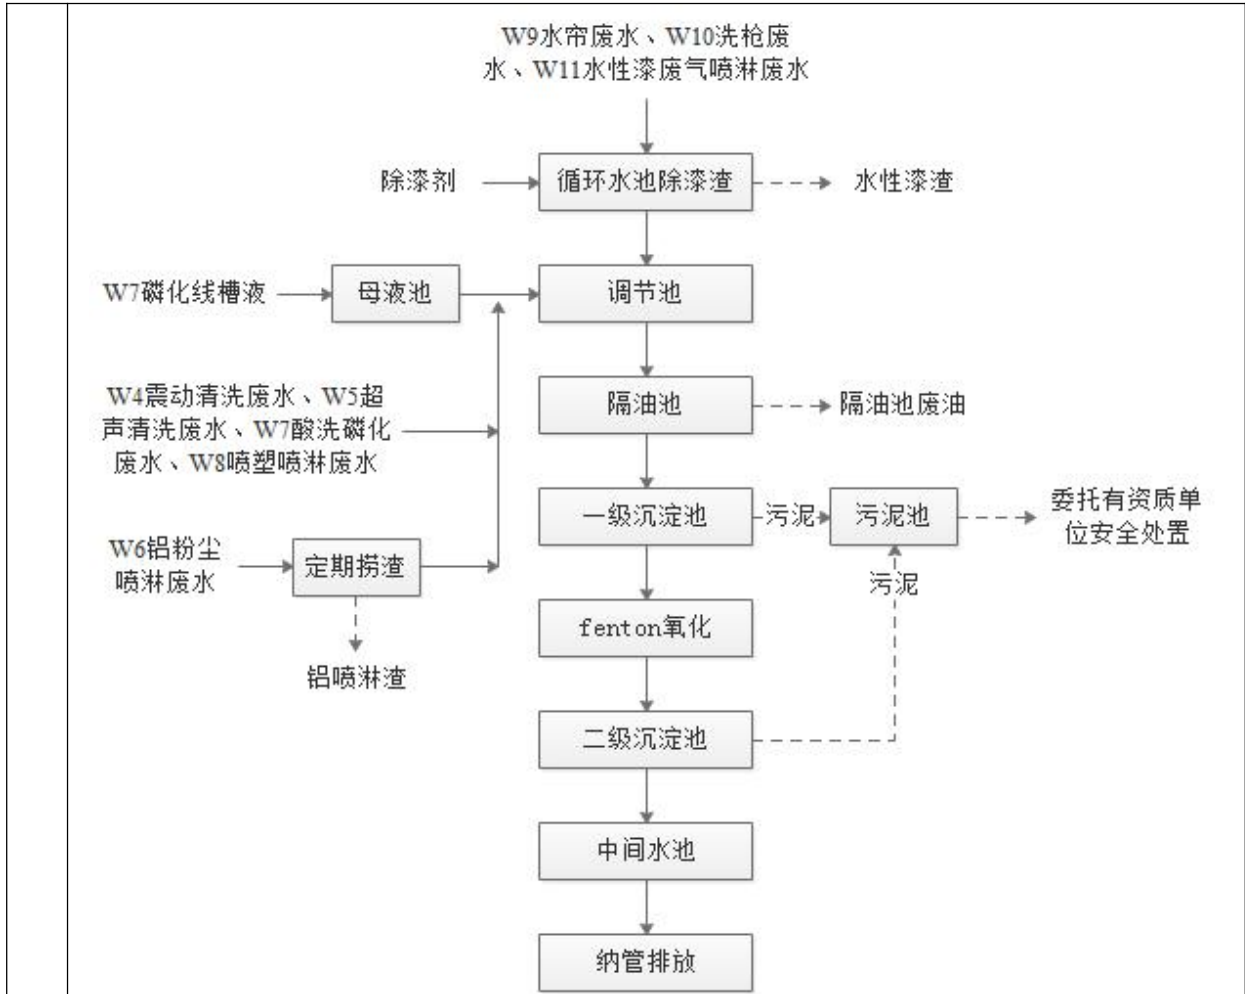 W9水帘废水、W10洗枪废
水、W11水性漆废气喷淋废水
除漆剂
循环水池除漆渣
水性漆渣
W7磷化线槽液
母液池
调节池
W4震动清洗废水、W5超
声清洗废水、W7酸洗磷化
废水、W8喷塑喷淋废水
隔油池
隔油池废油
一级沉淀池
污泥
污泥池
委托有资质单
位安全处置
W6铝粉尘
喷淋废水
定期捞渣
污泥
fenton氧化
铝喷淋渣
二级沉淀池
中间水池
纳管排放